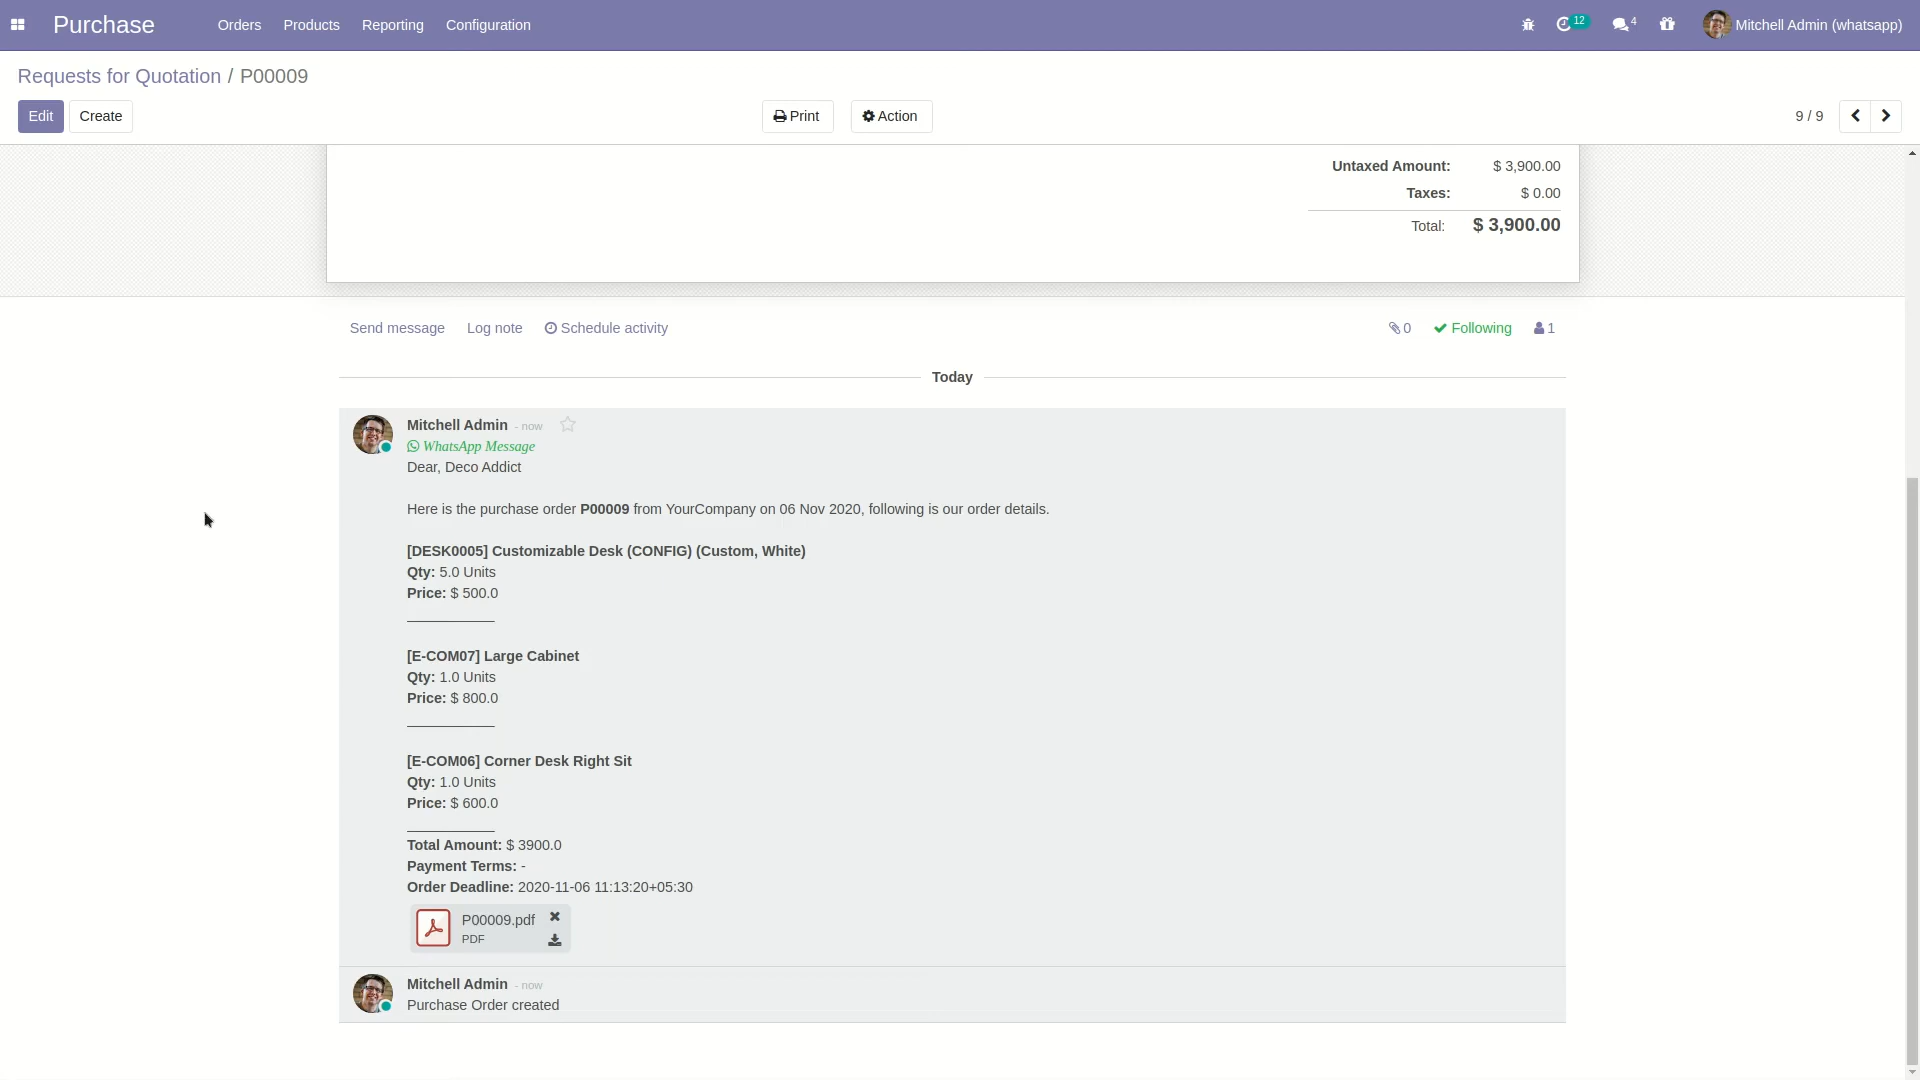 Purchase Orders Products Reporting Configuration 12 4 Mitchell Admin (whatsapp)
Requests for Quotation / P00009
Edit Create Print Action 9 / 9
Untaxed Amount: $ 3,900.00
Taxes: $ 0.00
Total: $ 3,900.00
Send message Log note Schedule activity 0 Following 1
Today
Mitchell Admin - now
WhatsApp Message
Dear, Deco Addict
Here is the purchase order P00009 from YourCompany on 06 Nov 2020, following is our order details.
[DESK0005] Customizable Desk (CONFIG) (Custom, White)
Qty: 5.0 Units
Price: $ 500.0
___________
[E-COM07] Large Cabinet
Qty: 1.0 Units
Price: $ 800.0
___________
[E-COM06] Corner Desk Right Sit
Qty: 1.0 Units
Price: $ 600.0
___________
Total Amount: $ 3900.0
Payment Terms: -
Order Deadline: 2020-11-06 11:13:20+05:30
P00009.pdf
PDF
Mitchell Admin - now
Purchase Order created